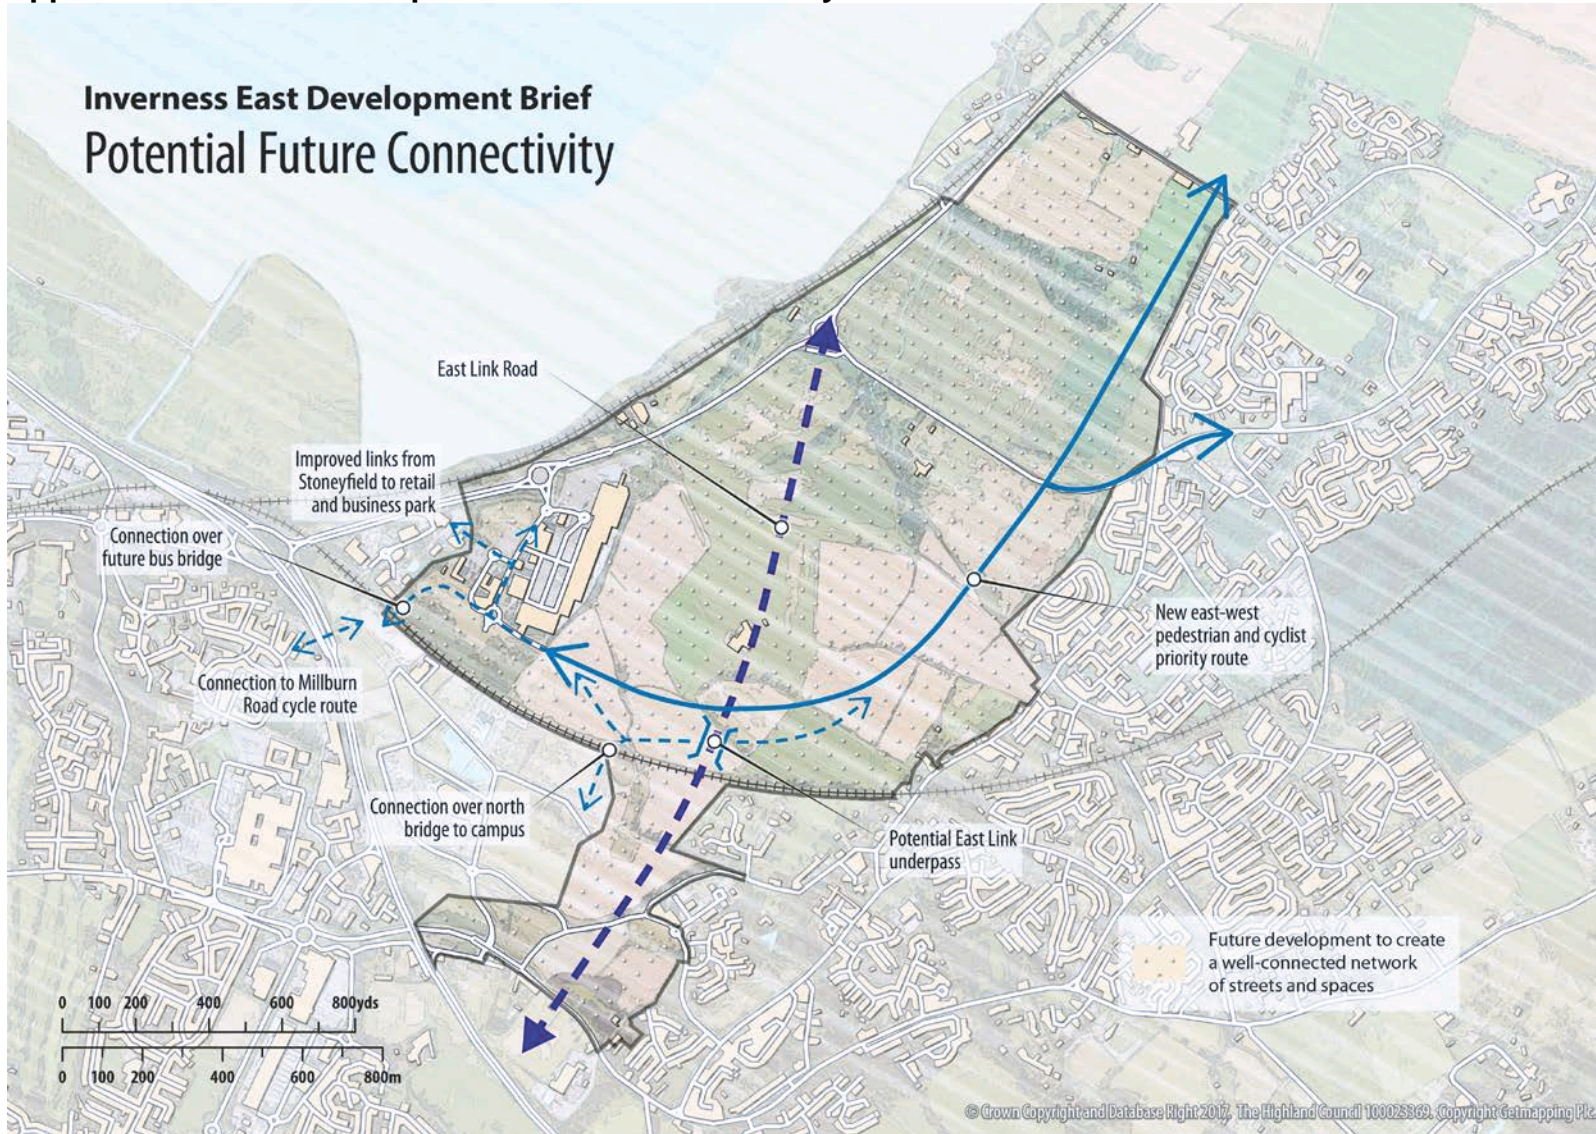 Inverness East Development Brief
Potential Future Connectivity
East Link Road
Improved links from
Stoneyfield to retail
and business park
Connection over
future bus bridge
Connection to Millburn
Road cycle route
New east-west
pedestrian and cyclist
priority route
Connection over north
bridge to campus
Potential East Link
underpass
Future development to create
a well-connected network
of streets and spaces
0 100 200 400 600 800yds
0 100 200 400 600 800m
© Crown Copyright and Database Right 2017. The Highland Council 100023369. Copyright Getmapping Plc